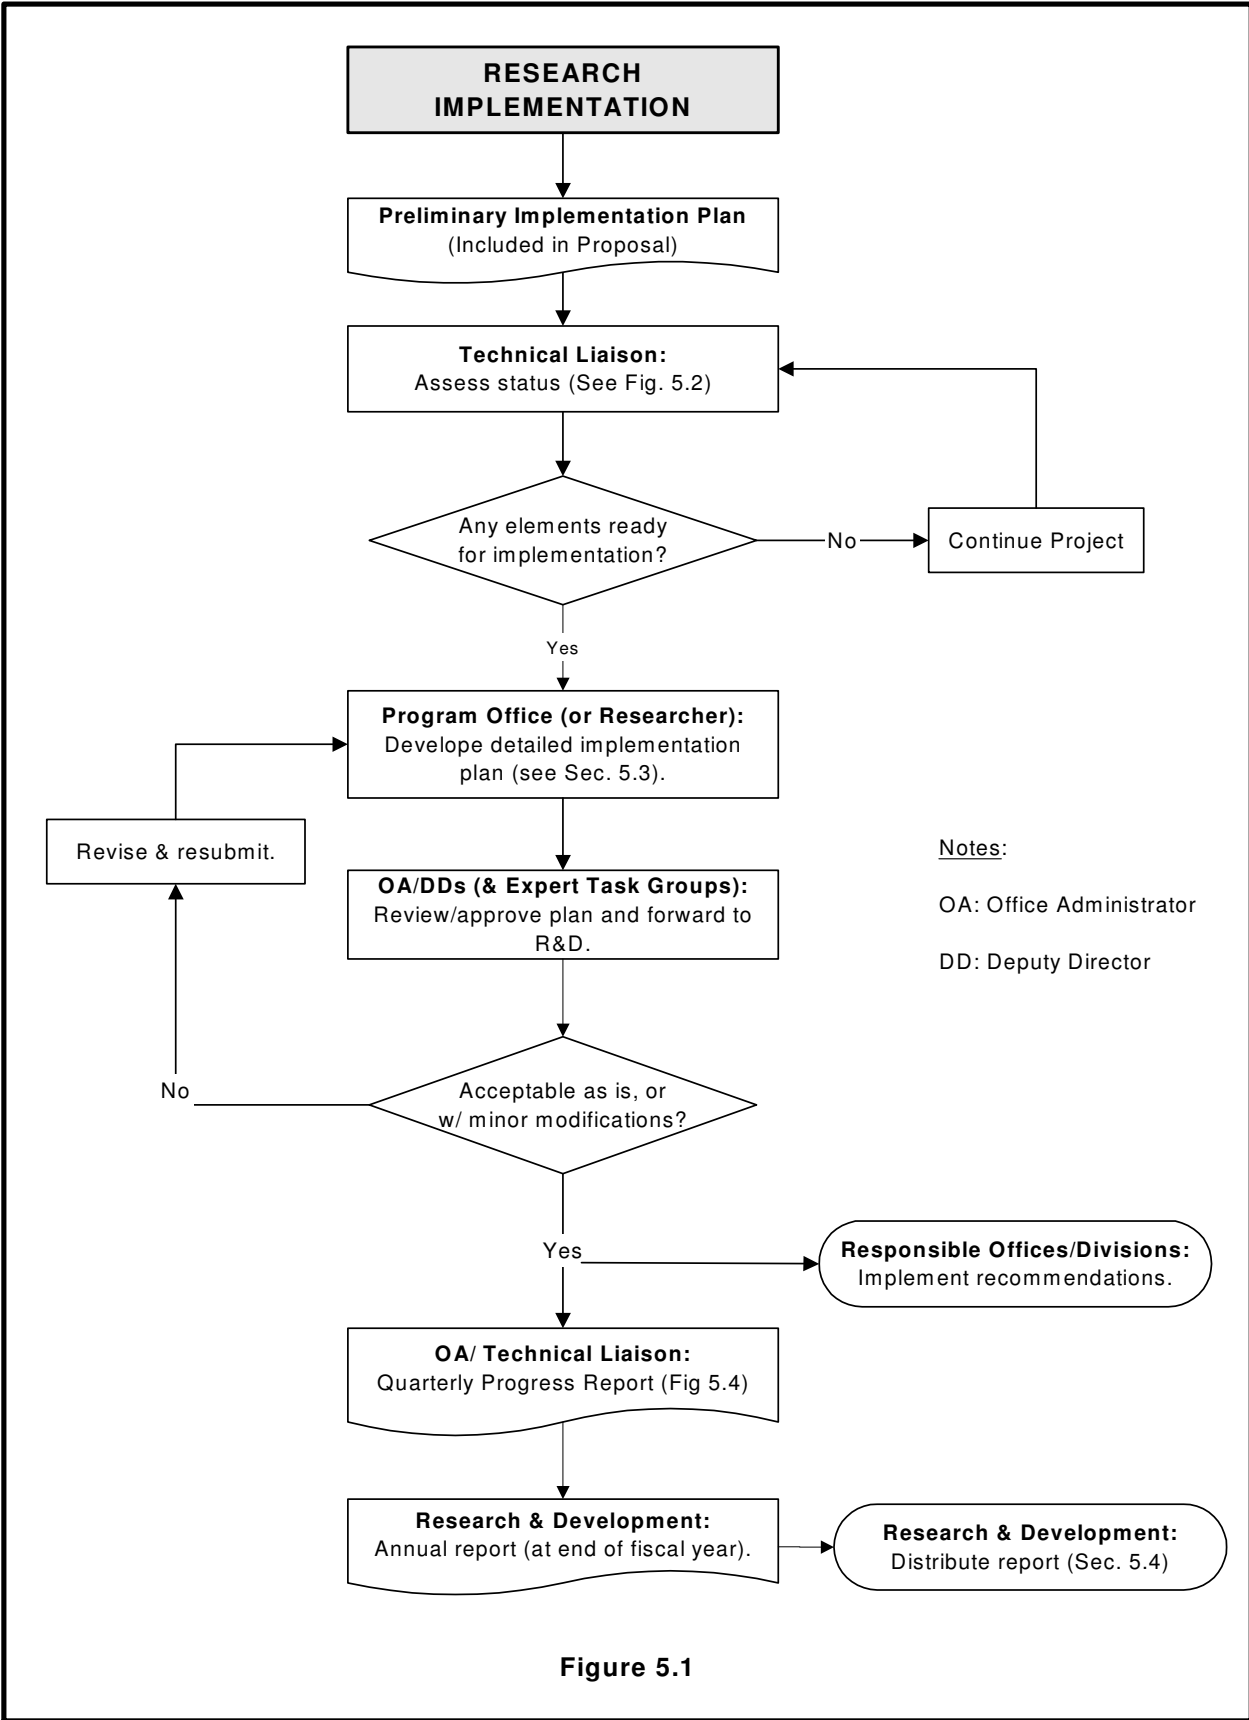 RESEARCH
IMPLEMENTATION
Preliminary Implementation Plan
(Included in Proposal)
Technical Liaison:
Assess status (See Fig. 5.2)
Any elements ready
for implementation?
No
Continue Project
Yes
Program Office (or Researcher):
Develope detailed implementation
plan (see Sec. 5.3).
Revise & resubmit.
OA/DDs (& Expert Task Groups):
Review/approve plan and forward to
R&D.
Notes:
OA: Office Administrator
DD: Deputy Director
No
Acceptable as is, or
w/ minor modifications?
Yes
Responsible Offices/Divisions:
Implement recommendations.
OA/ Technical Liaison:
Quarterly Progress Report (Fig 5.4)
Research & Development:
Annual report (at end of fiscal year).
Research & Development:
Distribute report (Sec. 5.4)
Figure 5.1